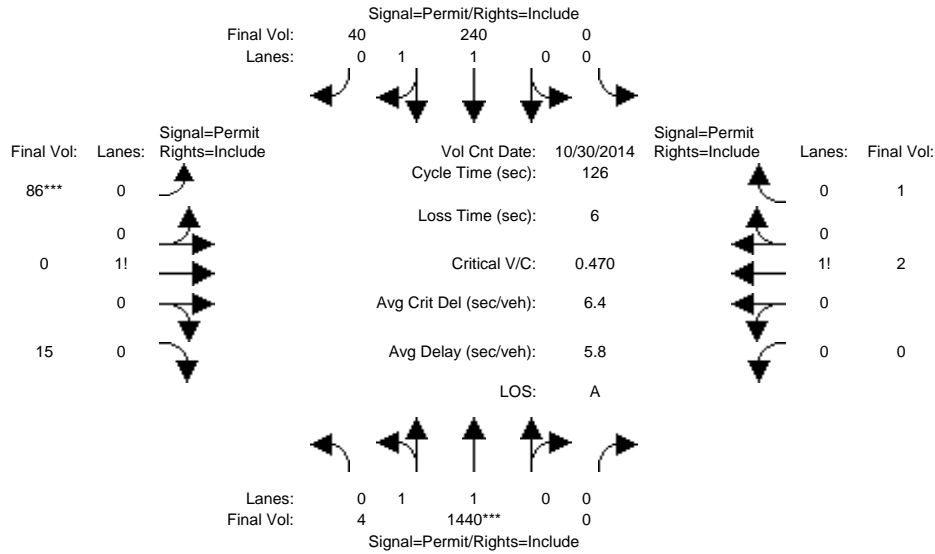 Signal=Permit/Rights=Include
Final Vol: 40 240 0
Lanes: 0 1 1 0 0
Signal=Permit
Final Vol: Lanes: Rights=Include
Vol Cnt Date: 10/30/2014
Signal=Permit
Rights=Include Lanes: Final Vol:
Cycle Time (sec): 126
86*** 0
0 1
Loss Time (sec): 6
0
0
0 1!
Critical V/C: 0.470
1! 2
0
Avg Crit Del (sec/veh): 6.4
0
15 0
Avg Delay (sec/veh): 5.8
0 0
LOS: A
Lanes: 0 1 1 0 0
Final Vol: 4 1440*** 0
Signal=Permit/Rights=Include